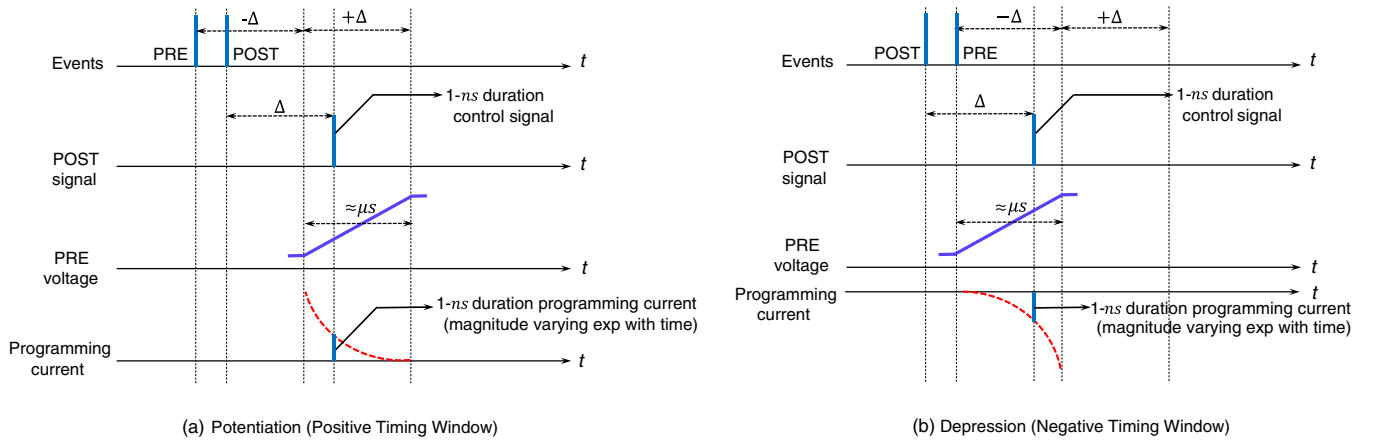 -Δ
+Δ
PRE
POST
Events
t
Δ
1-ns duration
control signal
POST
signal
t
≈μs
PRE
voltage
t
1-ns duration programming current
(magnitude varying exp with time)
Programming
current
t
(a) Potentiation (Positive Timing Window)
−Δ
+Δ
POST
PRE
Events
t
Δ
1-ns duration
control signal
POST
signal
t
≈μs
PRE
voltage
t
Programming
current
t
1-ns duration programming current
(magnitude varying exp with time)
(b) Depression (Negative Timing Window)